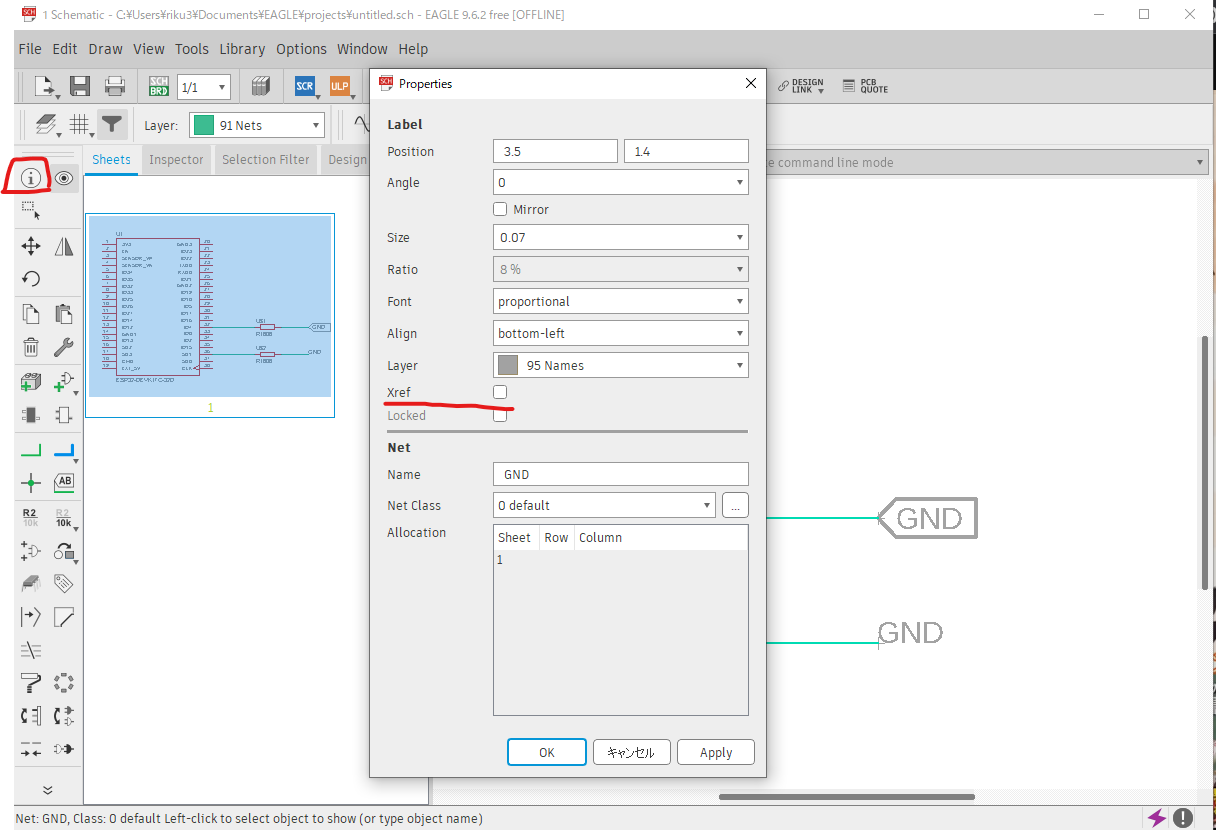 1 Schematic - C:¥Users¥riku3¥Documents¥EAGLE¥projects¥untitled.sch - EAGLE 9.6.2 free [OFFLINE]
File Edit Draw View Tools Library Options Window Help
SCH BRD 1/1 SCR ULP
DESIGN LINK PCB QUOTE
Layer: 91 Nets
Sheets Inspector Selection Filter Design
e command line mode
Properties
Label
Position 3.5 1.4
Angle 0
Mirror
Size 0.07
Ratio 8 %
Font proportional
Align bottom-left
Layer 95 Names
Xref
Locked
Net
Name GND
Net Class 0 default ...
Allocation Sheet Row Column
1
OK キャンセル Apply
U1
GND
GND
1
AB
R2 10k R2 10k
GND
GND
Net: GND, Class: 0 default Left-click to select object to show (or type object name)